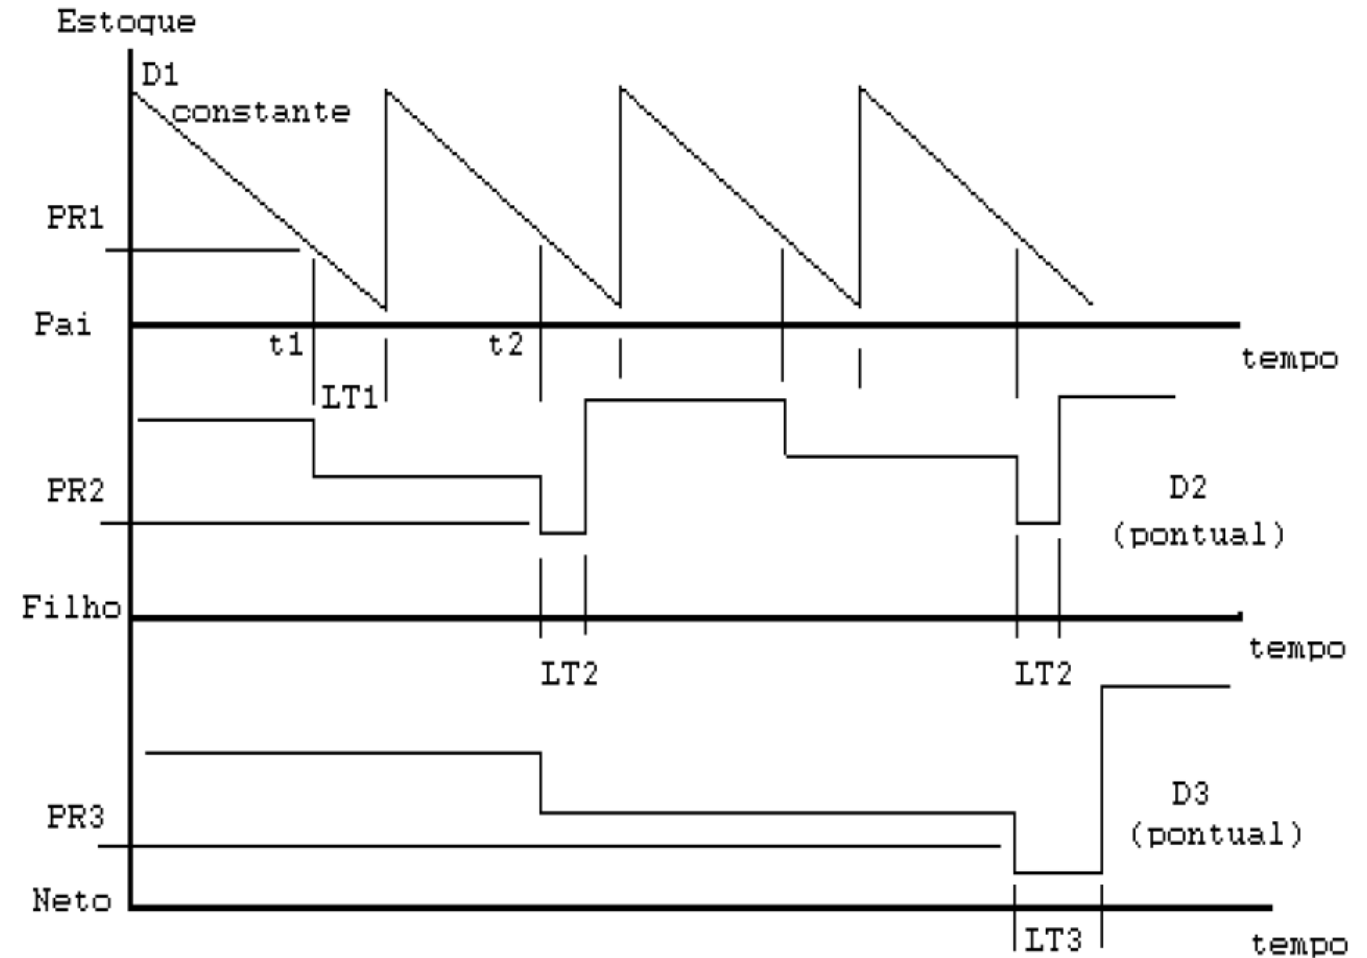 Estoque
D1
constante
PR1
Pai
t1
t2
tempo
LT1
PR2
D2
(pontual)
Filho
tempo
LT2
LT2
PR3
D3
(pontual)
Neto
LT3
tempo